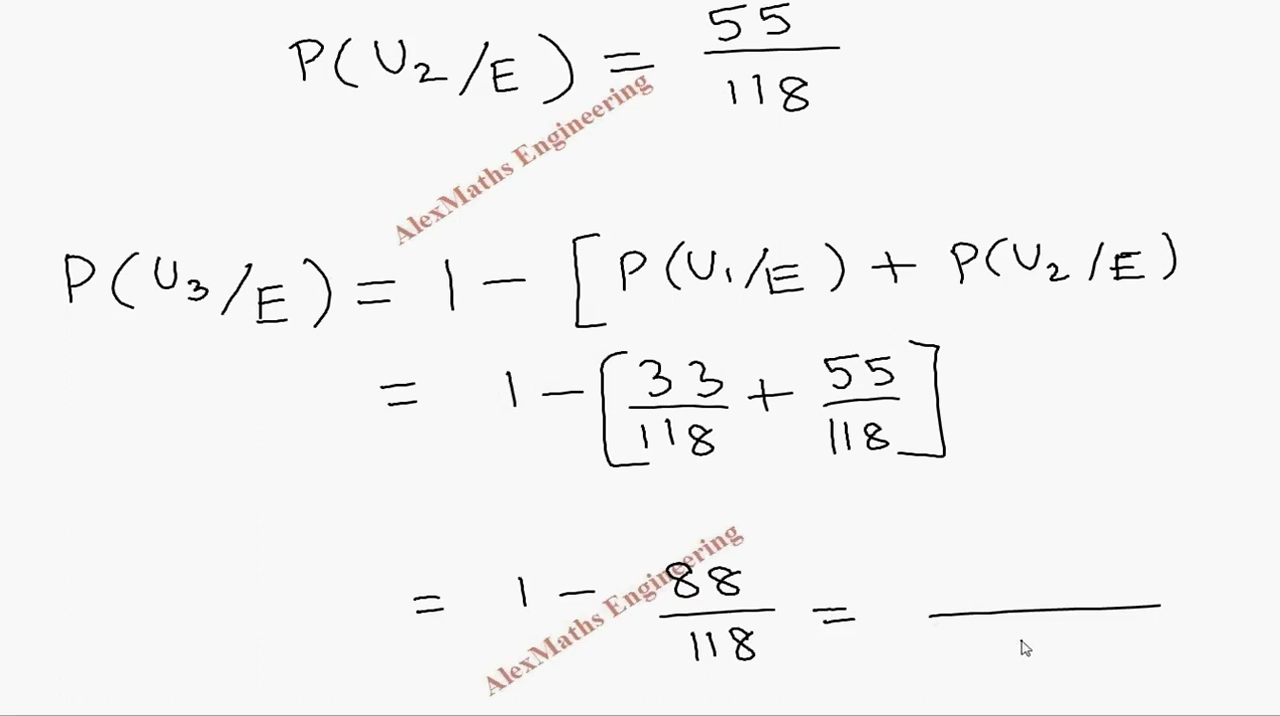 P(U₂/E) = 55/118
AlexMaths Engineering
P(U₃/E) = 1 - [P(U₁/E) + P(U₂/E)
= 1 - [33/118 + 55/118]
= 1 - 88/118 =
AlexMaths Engineering